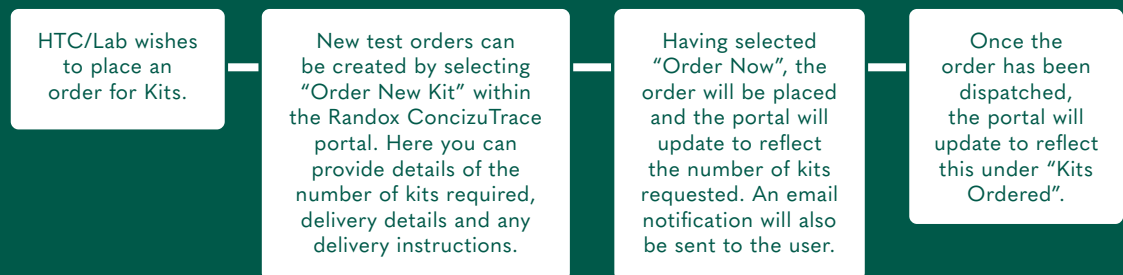 HTC/Lab wishes
to place an
order for Kits.
New test orders can
be created by selecting
“Order New Kit” within
the Randox ConcizuTrace
portal. Here you can
provide details of the
number of kits required,
delivery details and any
delivery instructions.
Having selected
“Order Now”, the
order will be placed
and the portal will
update to reflect
the number of kits
requested. An email
notification will also
be sent to the user.
Once the
order has been
dispatched,
the portal will
update to reflect
this under “Kits
Ordered”.